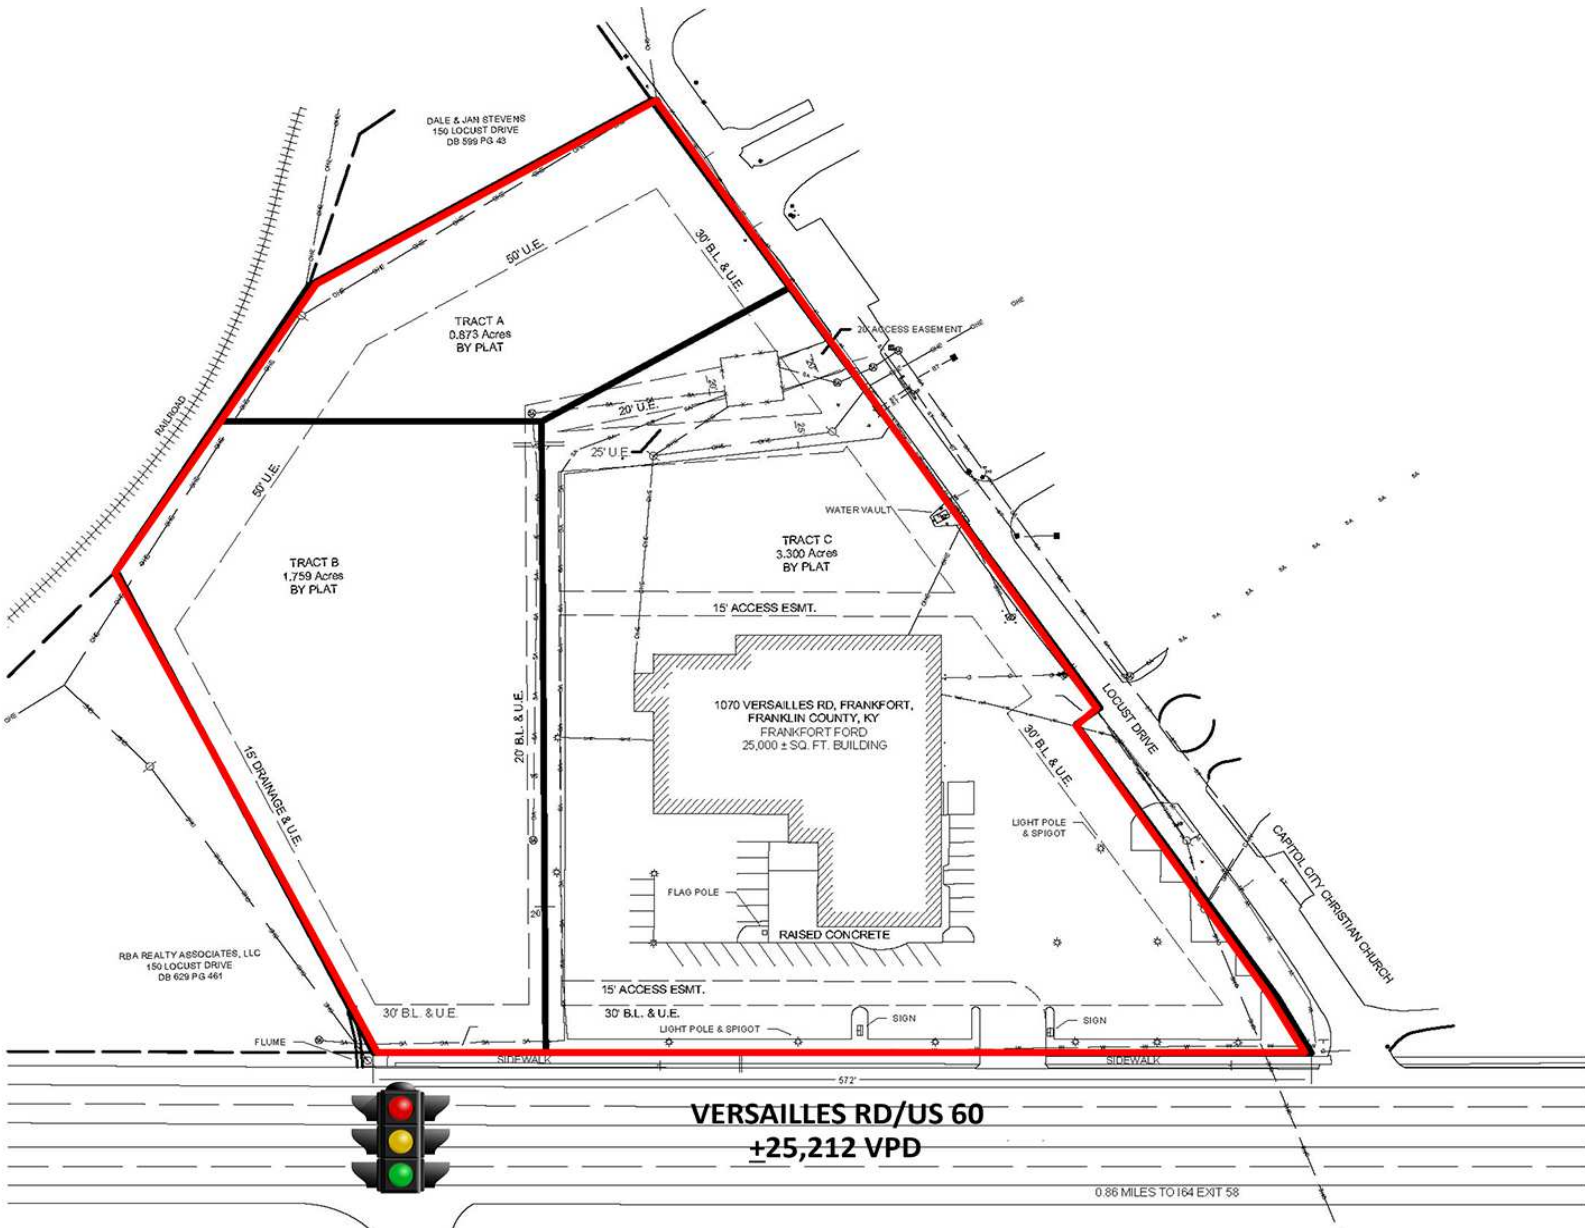 DALE & JAN STEVENS
150 LOCUST DRIVE
DB 599 PG 43
OHE
50' U.E.
30' B.L. & U.E.
TRACT A
0.873 Acres
BY PLAT
20' ACCESS EASEMENT
RAILROAD
20' U.E.
25' U.E.
50' U.E.
WATER VAULT
TRACT B
1.759 Acres
BY PLAT
TRACT C
3.300 Acres
BY PLAT
15' ACCESS ESMT.
20' B.L. & U.E.
1070 VERSAILLES RD, FRANKFORT,
FRANKLIN COUNTY, KY
FRANKFORT FORD
25,000 ± SQ. FT. BUILDING
LOCUST DRIVE
30' B.L. & U.E.
15' DRAINAGE & U.E.
LIGHT POLE
& SPIGOT
CAPITOL CITY CHRISTIAN CHURCH
FLAG POLE
20'
RAISED CONCRETE
RBA REALTY ASSOCIATES, LLC
150 LOCUST DRIVE
DB 629 PG 461
15' ACCESS ESMT.
30' B.L. & U.E.
30' B.L. & U.E.
SIGN
SIGN
LIGHT POLE & SPIGOT
FLUME
SIDEWALK
SIDEWALK
572'
VERSAILLES RD/US 60
+25,212 VPD
0.86 MILES TO I64 EXIT 58